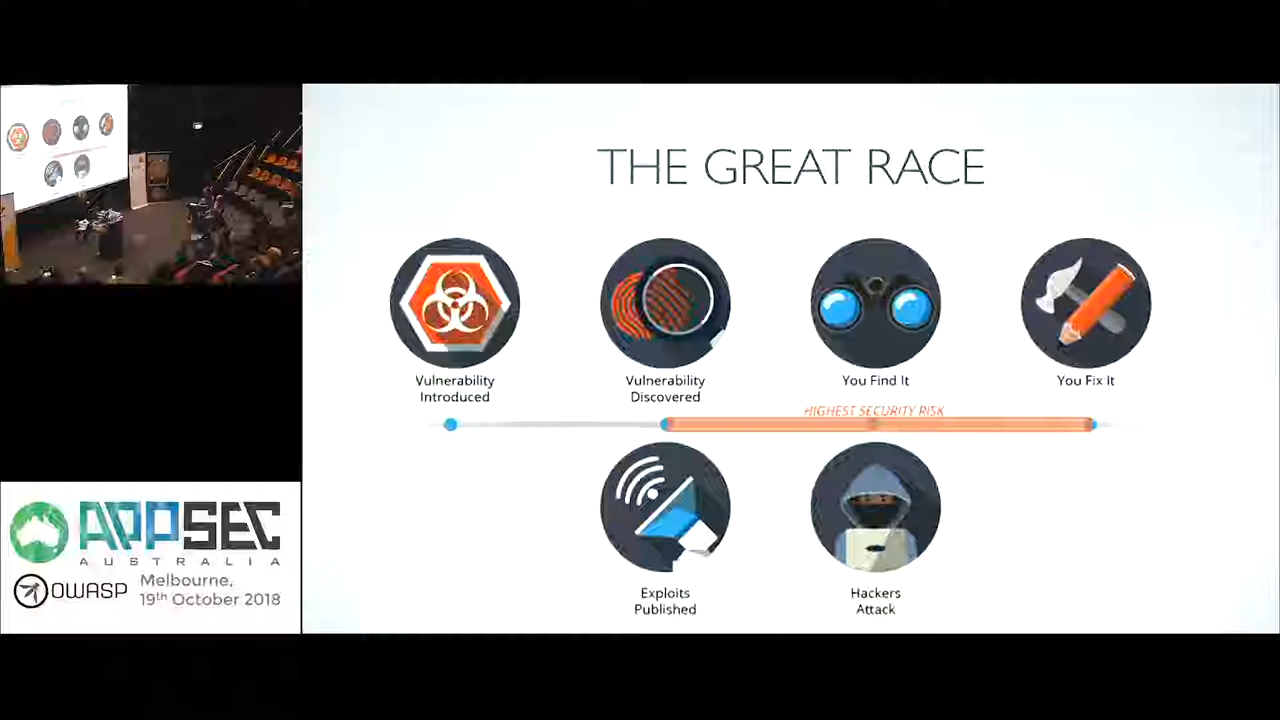 THE GREAT RACE
Vulnerability
Introduced
Vulnerability
Discovered
You Find It
You Fix It
HIGHEST SECURITY RISK
Exploits
Published
Hackers
Attack
APPSEC
AUSTRALIA
OWASP
Melbourne,
19th October 2018